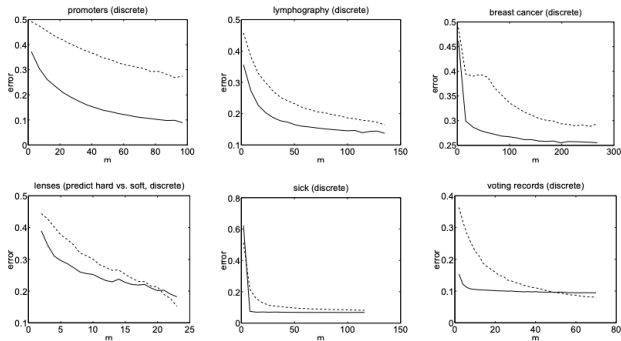 promoters (discrete)
0.5
0.4
0.3
0.2
0.1
0
error
0 20 40 60 80 100
m
lymphography (discrete)
0.5
0.4
0.3
0.2
0.1
error
0 50 100 150
m
breast cancer (discrete)
0.5
0.45
0.4
0.35
0.3
0.25
error
0 100 200 300
m
lenses (predict hard vs. soft, discrete)
0.5
0.4
0.3
0.2
0.1
error
0 5 10 15 20 25
m
sick (discrete)
0.8
0.6
0.4
0.2
0
error
0 50 100 150
m
voting records (discrete)
0.4
0.3
0.2
0.1
0
error
0 20 40 60 80
m